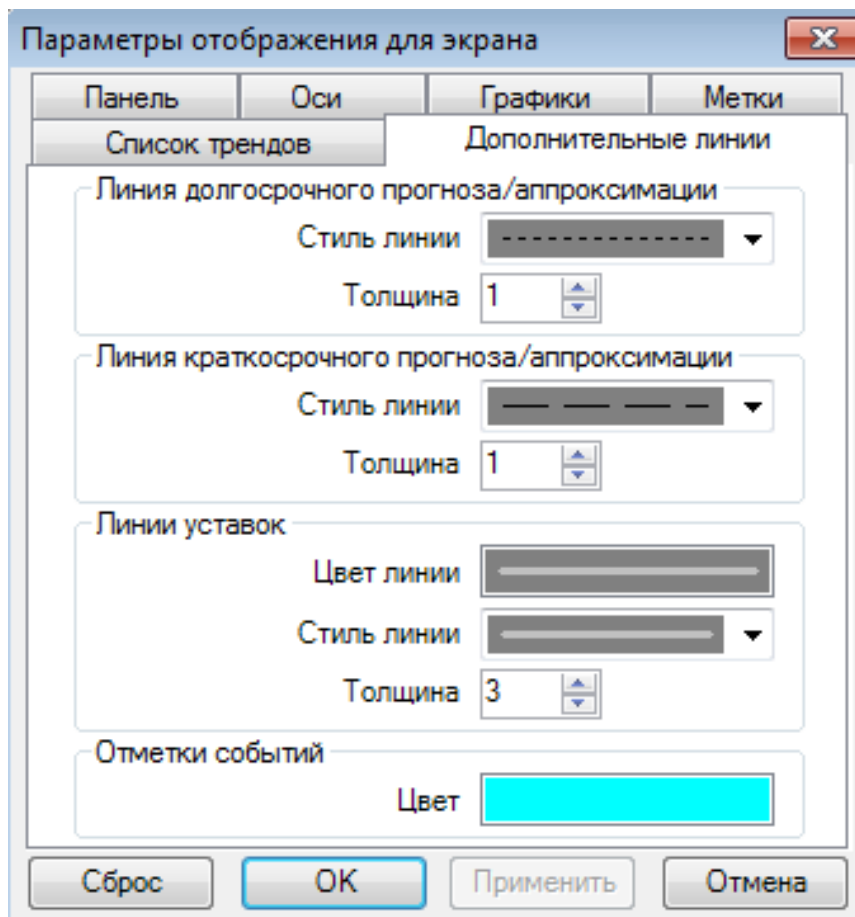 Параметры отображения для экрана
Панель Оси Графики Метки
Список трендов Дополнительные линии
Линия долгосрочного прогноза/аппроксимации
Стиль линии
Толщина 1
Линия краткосрочного прогноза/аппроксимации
Стиль линии
Толщина 1
Линии уставок
Цвет линии
Стиль линии
Толщина 3
Отметки событий
Цвет
Сброс OK Применить Отмена